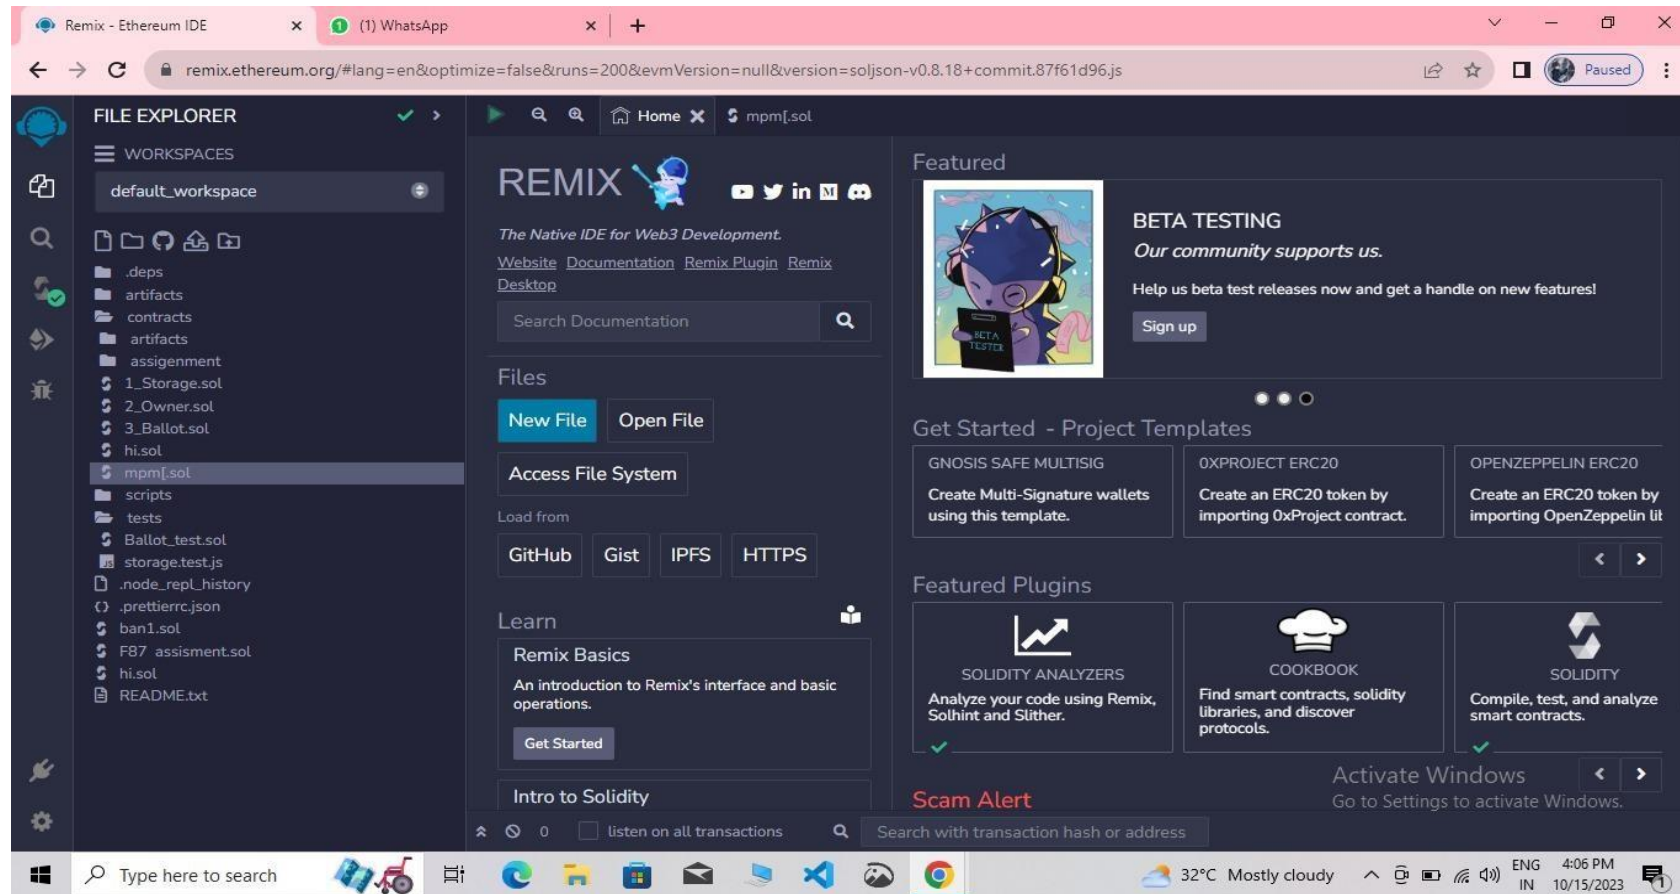 Remix - Ethereum IDE
1
(1) WhatsApp
remix.ethereum.org/#lang=en&optimize=false&runs=200&evmVersion=null&version=soljson-v0.8.18+commit.87f61d96.js
Paused
FILE EXPLORER
WORKSPACES
default_workspace
.deps
artifacts
contracts
artifacts
assigenment
1_Storage.sol
2_Owner.sol
3_Ballot.sol
hi.sol
mpm[.sol
scripts
tests
Ballot_test.sol
JS storage.test.js
.node_repl_history
.prettierrc.json
ban1.sol
F87 assisment.sol
hi.sol
README.txt
Home
mpm[.sol
REMIX
The Native IDE for Web3 Development.
Website Documentation Remix Plugin Remix
Desktop
Search Documentation
Files
New File
Open File
Access File System
Load from
GitHub
Gist
IPFS
HTTPS
Learn
Remix Basics
An introduction to Remix's interface and basic
operations.
Get Started
Intro to Solidity
Featured
BETA
TESTER
BETA TESTING
Our community supports us.
Help us beta test releases now and get a handle on new features!
Sign up
Get Started - Project Templates
GNOSIS SAFE MULTISIG
Create Multi-Signature wallets
using this template.
0XPROJECT ERC20
Create an ERC20 token by
importing 0xProject contract.
OPENZEPPELIN ERC20
Create an ERC20 token by
importing OpenZeppelin lib
Featured Plugins
SOLIDITY ANALYZERS
Analyze your code using Remix,
Solhint and Slither.
COOKBOOK
Find smart contracts, solidity
libraries, and discover
protocols.
SOLIDITY
Compile, test, and analyze
smart contracts.
Scam Alert
Activate Windows
Go to Settings to activate Windows.
0
listen on all transactions
Search with transaction hash or address
Type here to search
32°C Mostly cloudy
ENG
IN
4:06 PM
10/15/2023
1